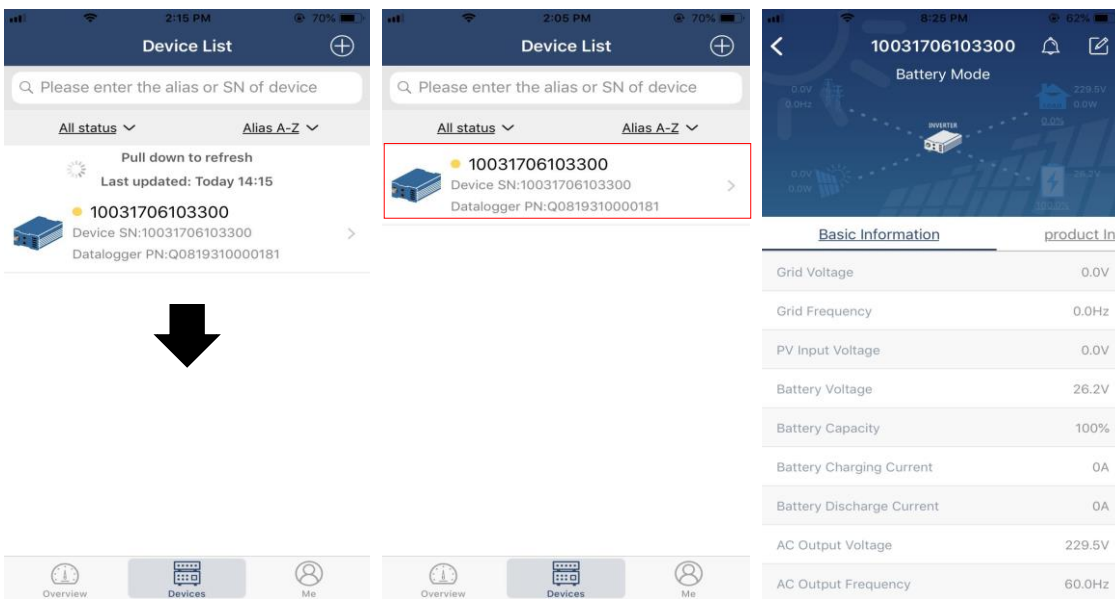 2:15 PM
70%
Device List
Please enter the alias or SN of device
All status
Alias A-Z
Pull down to refresh
Last updated: Today 14:15
10031706103300
Device SN:10031706103300
Datalogger PN:Q0819310000181
Overview
Devices
Me
2:05 PM
70%
Device List
Please enter the alias or SN of device
All status
Alias A-Z
10031706103300
Device SN:10031706103300
Datalogger PN:Q0819310000181
Overview
Devices
Me
8:25 PM
62%
10031706103300
Battery Mode
0.0V
0.0Hz
229.5V
0.0W
0.0%
INVERTER
0.0V
0.0W
26.2V
100.0%
Basic Information
product In
Grid Voltage 0.0V
Grid Frequency 0.0Hz
PV Input Voltage 0.0V
Battery Voltage 26.2V
Battery Capacity 100%
Battery Charging Current 0A
Battery Discharge Current 0A
AC Output Voltage 229.5V
AC Output Frequency 60.0Hz